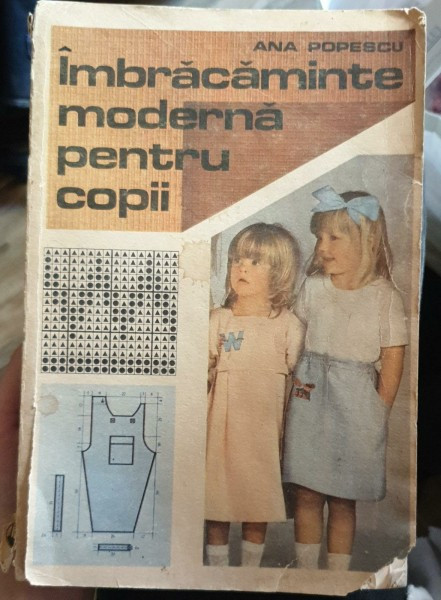 ANA POPESCU
Îmbrăcăminte
modernă
pentru
copii